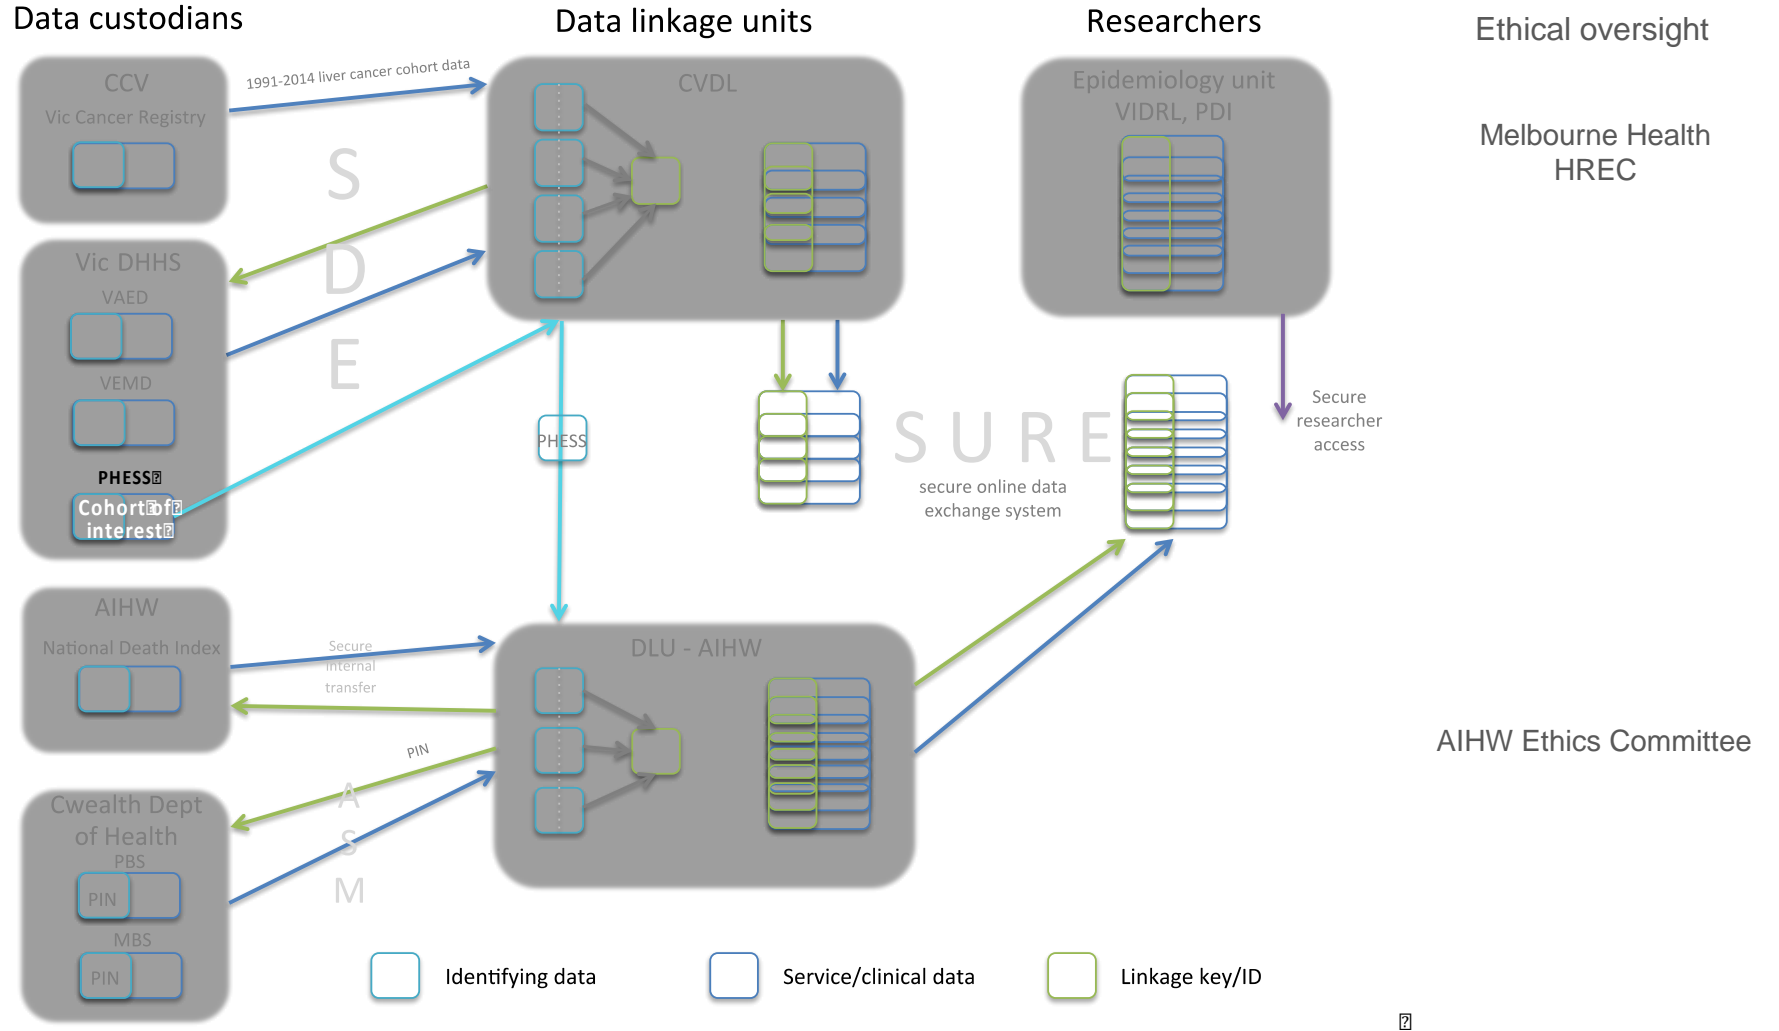 Data custodians
Data linkage units
Researchers
Ethical oversight
CCV
Vic Cancer Registry
1991-2014 liver cancer cohort data
CVDL
Epidemiology unit
VIDRL, PDI
Melbourne Health
HREC
S
D
E
Vic DHHS
VAED
VEMD
PHESS
Cohort of
interest
PHESS
S U R E
secure online data
exchange system
Secure
researcher
access
AIHW
National Death Index
Secure
internal
transfer
DLU - AIHW
PIN
AIHW Ethics Committee
A
S
M
Cwealth Dept
of Health
PBS
PIN
MBS
PIN
Identifying data
Service/clinical data
Linkage key/ID